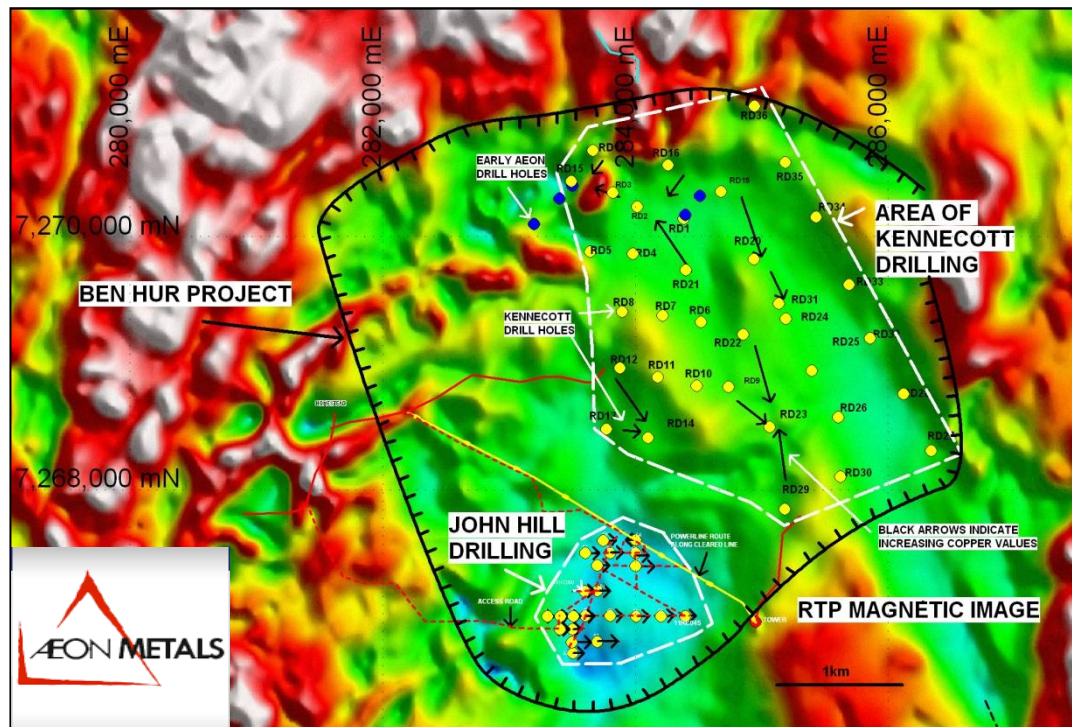 280,000 mE
282,000 mE
284,000 mE
286,000 mE
7,270,000 mN
7,268,000 mN
EARLY AEON
DRILL HOLES
BEN HUR PROJECT
KENNECOTT
DRILL HOLES
AREA OF
KENNECOTT
DRILLING
RD36
RD16
RD35
RD15
RD3
RD19
RD2
RD34
RD1
RD5
RD4
RD20
RD21
RD33
RD31
RD8
RD7
RD6
RD24
RD22
RD25
RD12
RD11
RD10
RD9
RD23
RD26
RD14
RD30
RD29
BLACK ARROWS INDICATE
INCREASING COPPER VALUES
JOHN HILL
DRILLING
POWERLINE ROUTE
ALONG CLEARED LINE
ACCESS ROAD
TOWER
RTP MAGNETIC IMAGE
1km
AEON METALS